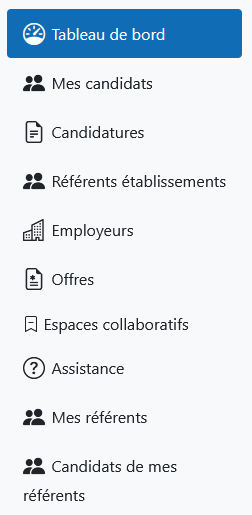 Tableau de bord
Mes candidats
Candidatures
Référents établissements
Employeurs
Offres
Espaces collaboratifs
Assistance
Mes référents
Candidats de mes
référents